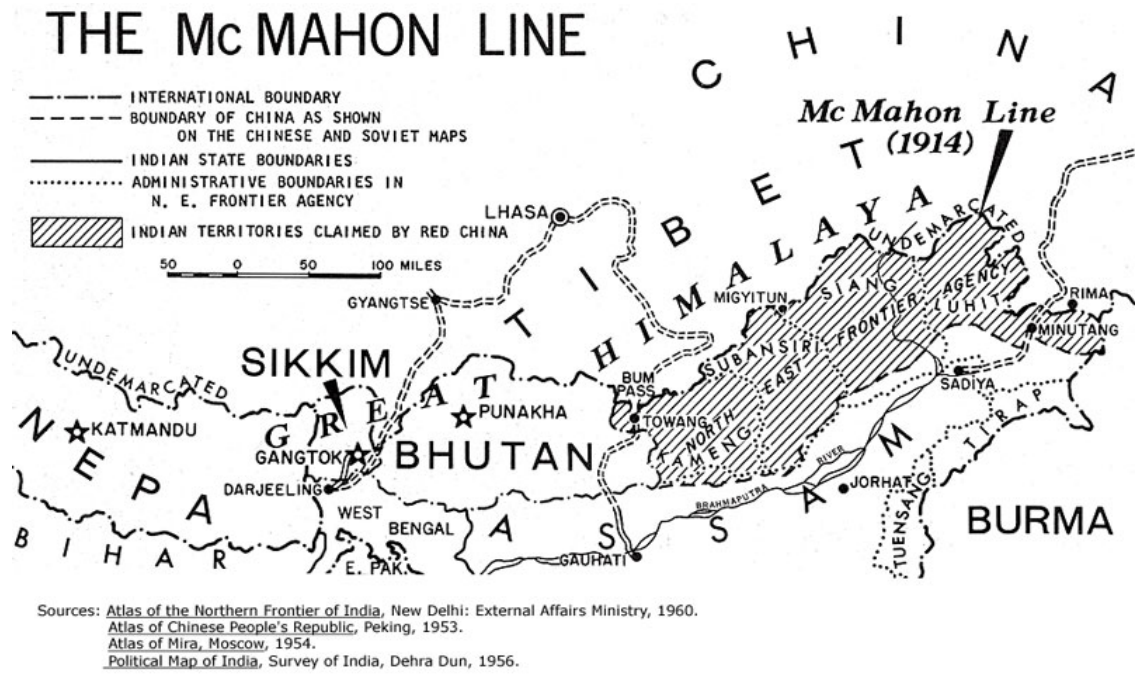 THE Mc MAHON LINE
INTERNATIONAL BOUNDARY
BOUNDARY OF CHINA AS SHOWN
ON THE CHINESE AND SOVIET MAPS
INDIAN STATE BOUNDARIES
ADMINISTRATIVE BOUNDARIES IN
N. E. FRONTIER AGENCY
INDIAN TERRITORIES CLAIMED BY RED CHINA
50 0 50 100 MILES
CHINA
Mc Mahon Line
(1914)
TIBET
LHASA
GREAT HIMALAYA
UNDEMARCATED
GYANGTSE
MIGYITUN
SIANG
NORTH EAST FRONTIER AGENCY
LUHIT
RIMA
MINUTANG
SUBANSIRI
UNDEMARCATED
SIKKIM
BUM
PASS
SADIYA
NEPAL
KATMANDU
PUNAKHA
TOWANG
KAMENG
TIRAP
GANGTOK
BHUTAN
DARJEELING
RIVER
BRAHMAPUTRA
JORHAT
TUENSANG
WEST
BENGAL
ASSAM
BURMA
BIHAR
E. PAK.
GAUHATI
Sources: Atlas of the Northern Frontier of India, New Delhi: External Affairs Ministry, 1960.
Atlas of Chinese People's Republic, Peking, 1953.
Atlas of Mira, Moscow, 1954.
Political Map of India, Survey of India, Dehra Dun, 1956.